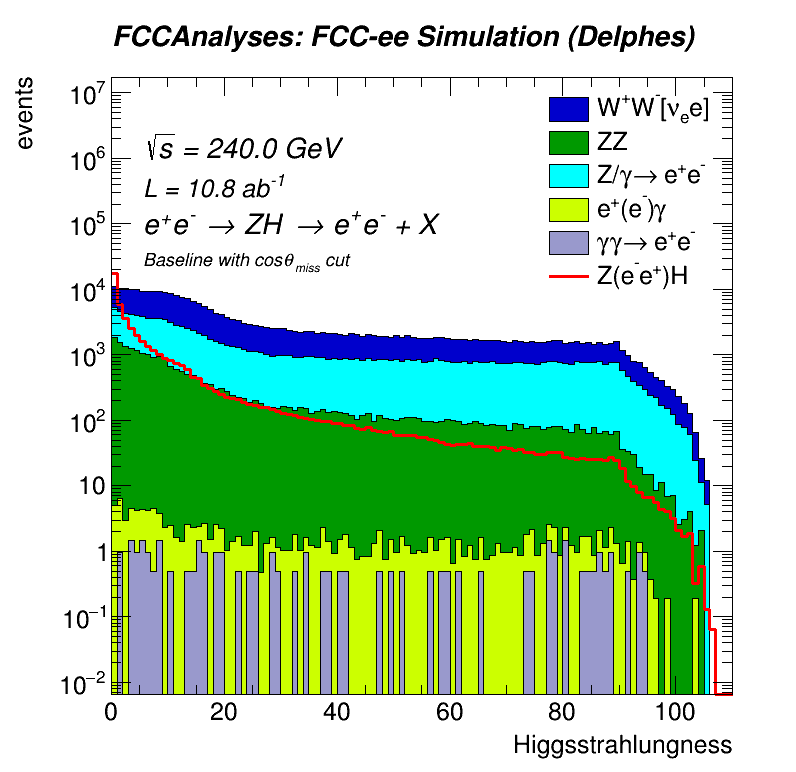 FCCAnalyses: FCC-ee Simulation (Delphes)
events
10⁷
10⁶
10⁵
10⁴
10³
10²
10
1
10⁻¹
10⁻²
√s = 240.0 GeV
L = 10.8 ab⁻¹
e⁺e⁻ → ZH → e⁺e⁻ + X
Baseline with cosθmiss cut
W⁺W⁻[νₑe]
ZZ
Z/γ→ e⁺e⁻
e⁺(e⁻)γ
γγ→ e⁺e⁻
Z(e⁻e⁺)H
0 20 40 60 80 100
Higgsstrahlungness